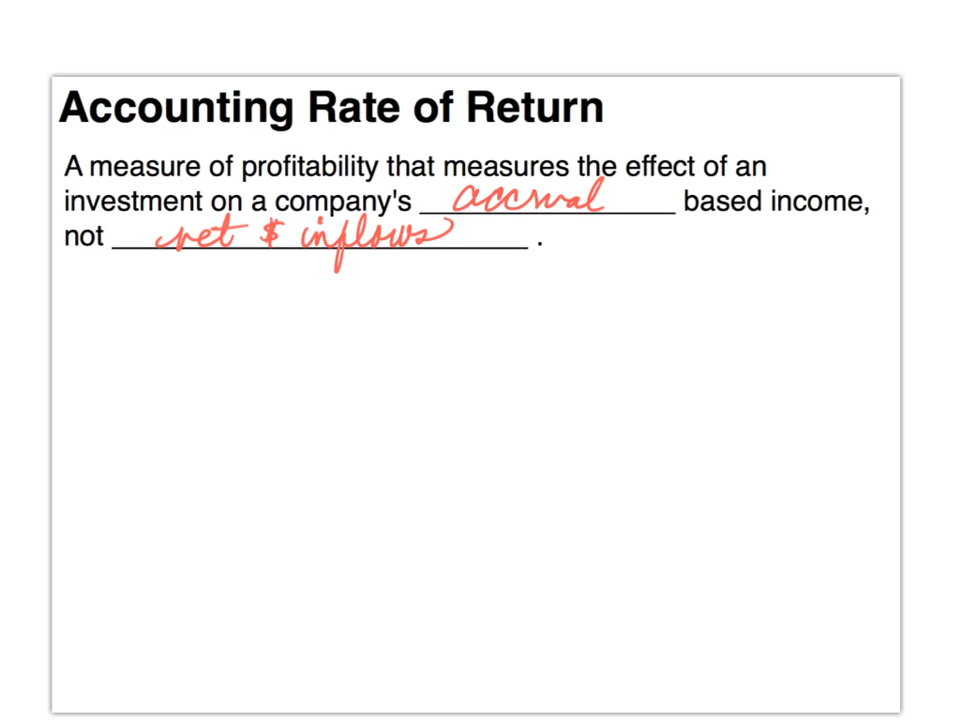 Accounting Rate of Return
A measure of profitability that measures the effect of an
investment on a company's accrual based income,
not net $ inflows .